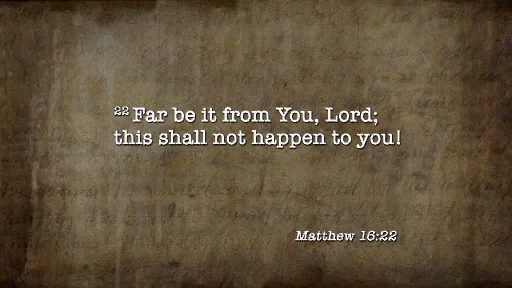 22 Far be it from You, Lord;
this shall not happen to you!
Matthew 16:22